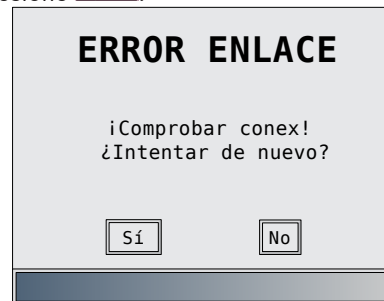 ERROR ENLACE
¡Comprobar conex!
¿Intentar de nuevo?
Sí
No